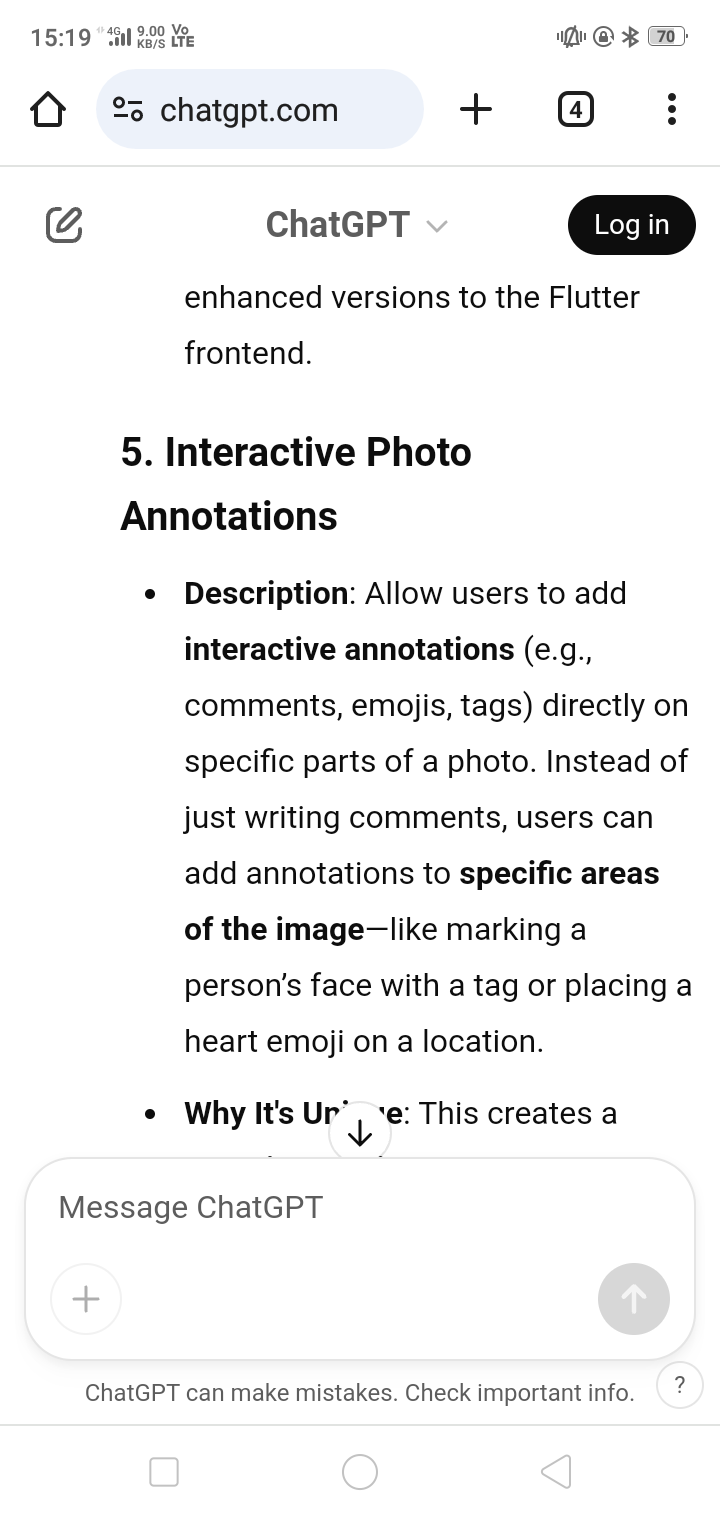 15:19 4G 9.00 KB/S Vo LTE 70
chatgpt.com 4
ChatGPT Log in
enhanced versions to the Flutter
frontend.
5. Interactive Photo
Annotations
• Description: Allow users to add
interactive annotations (e.g.,
comments, emojis, tags) directly on
specific parts of a photo. Instead of
just writing comments, users can
add annotations to specific areas
of the image—like marking a
person’s face with a tag or placing a
heart emoji on a location.
• Why It's : This creates a
Message ChatGPT
ChatGPT can make mistakes. Check important info. ?